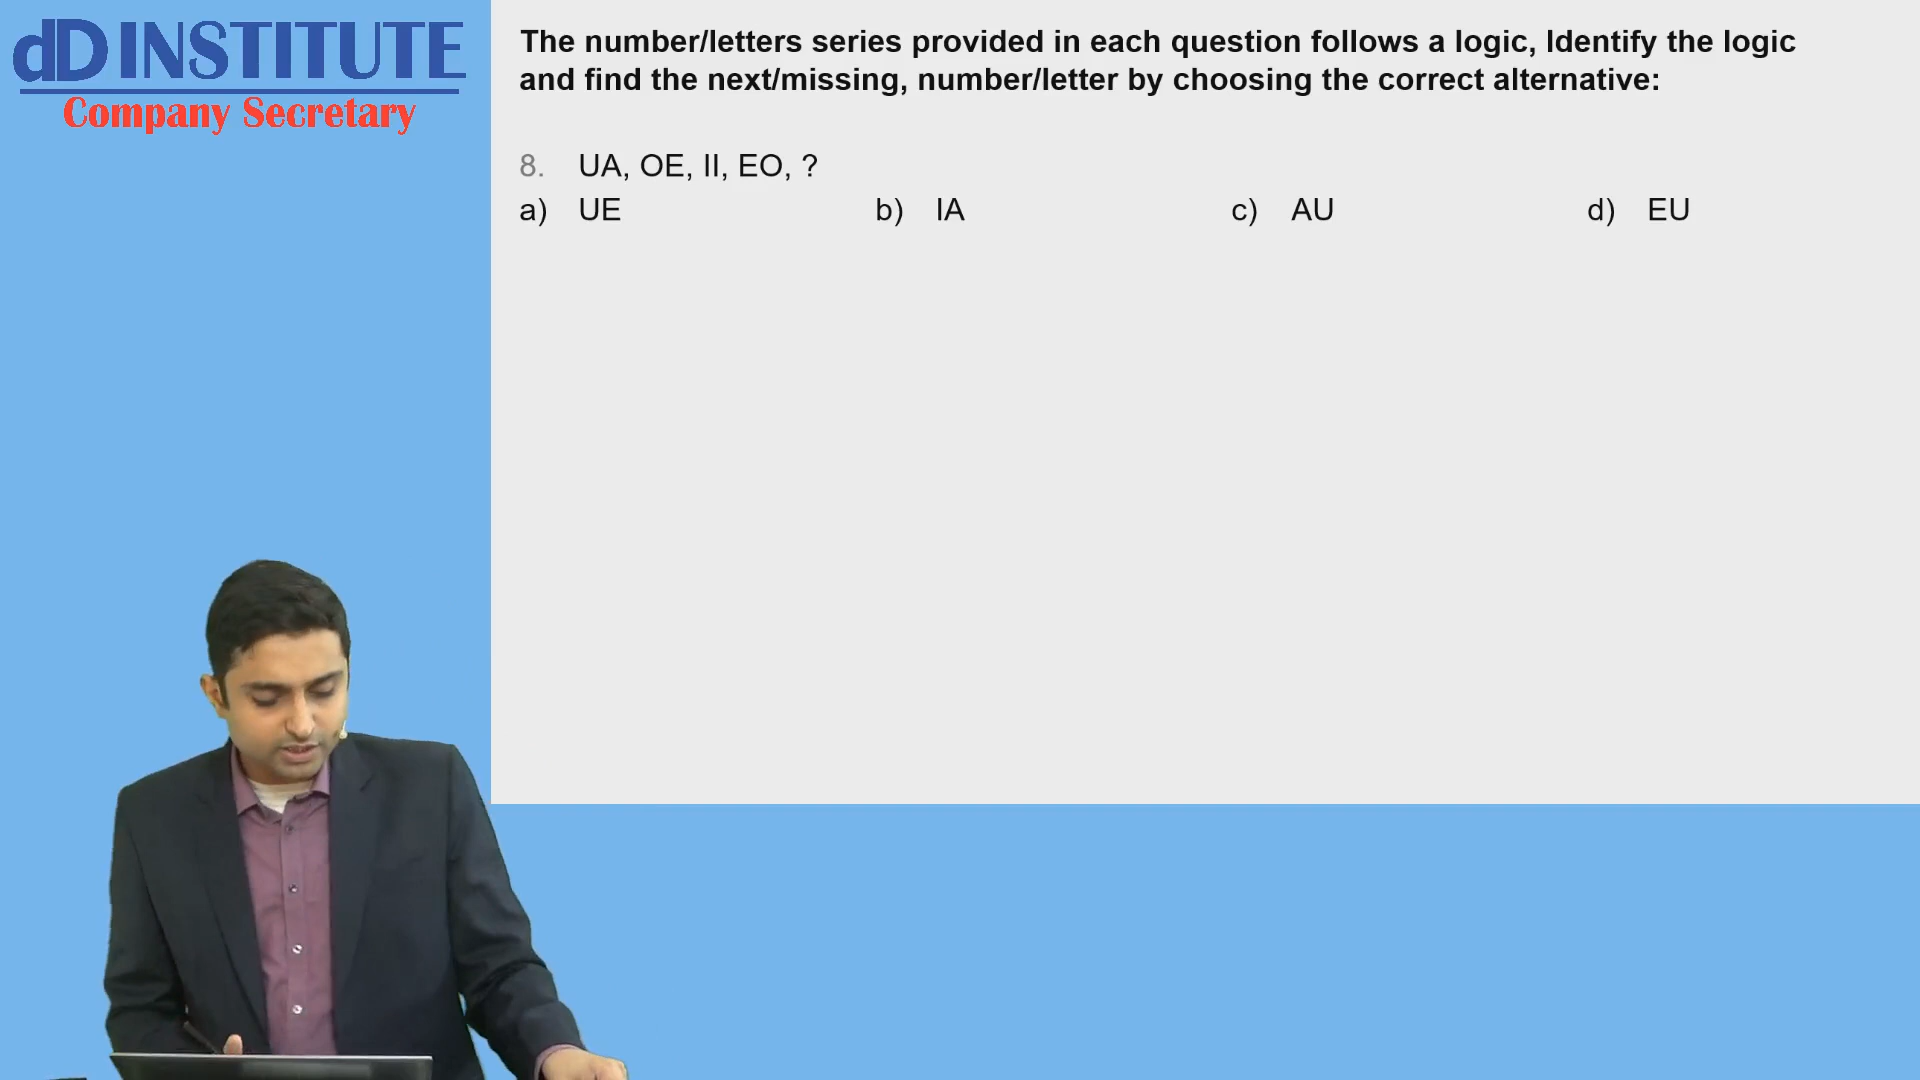 dD INSTITUTE
Company Secretary
The number/letters series provided in each question follows a logic, Identify the logic
and find the next/missing, number/letter by choosing the correct alternative:
8. UA, OE, II, EO, ?
a) UE b) IA c) AU d) EU